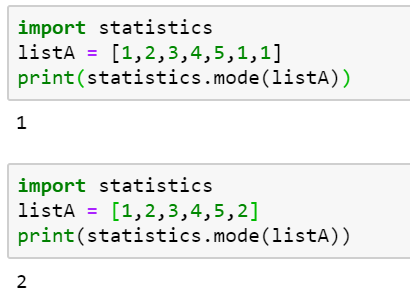 import statistics
listA = [1,2,3,4,5,1,1]
print(statistics.mode(listA))
1
import statistics
listA = [1,2,3,4,5,2]
print(statistics.mode(listA))
2